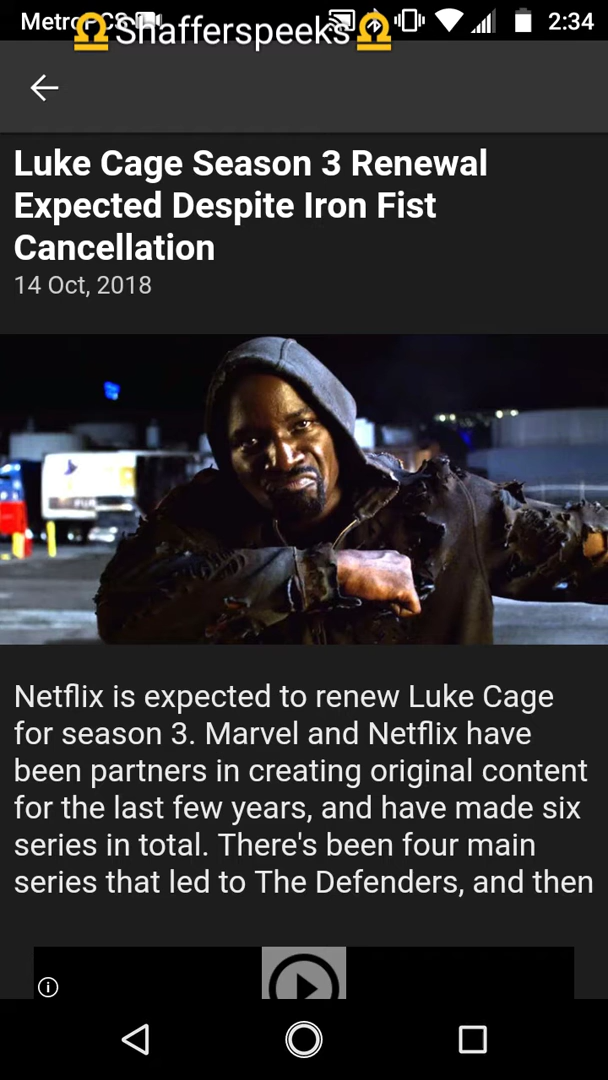 MetroPCS 2:34
♎Shafferspeeks♎
Luke Cage Season 3 Renewal
Expected Despite Iron Fist
Cancellation
14 Oct, 2018
Netflix is expected to renew Luke Cage
for season 3. Marvel and Netflix have
been partners in creating original content
for the last few years, and have made six
series in total. There's been four main
series that led to The Defenders, and then